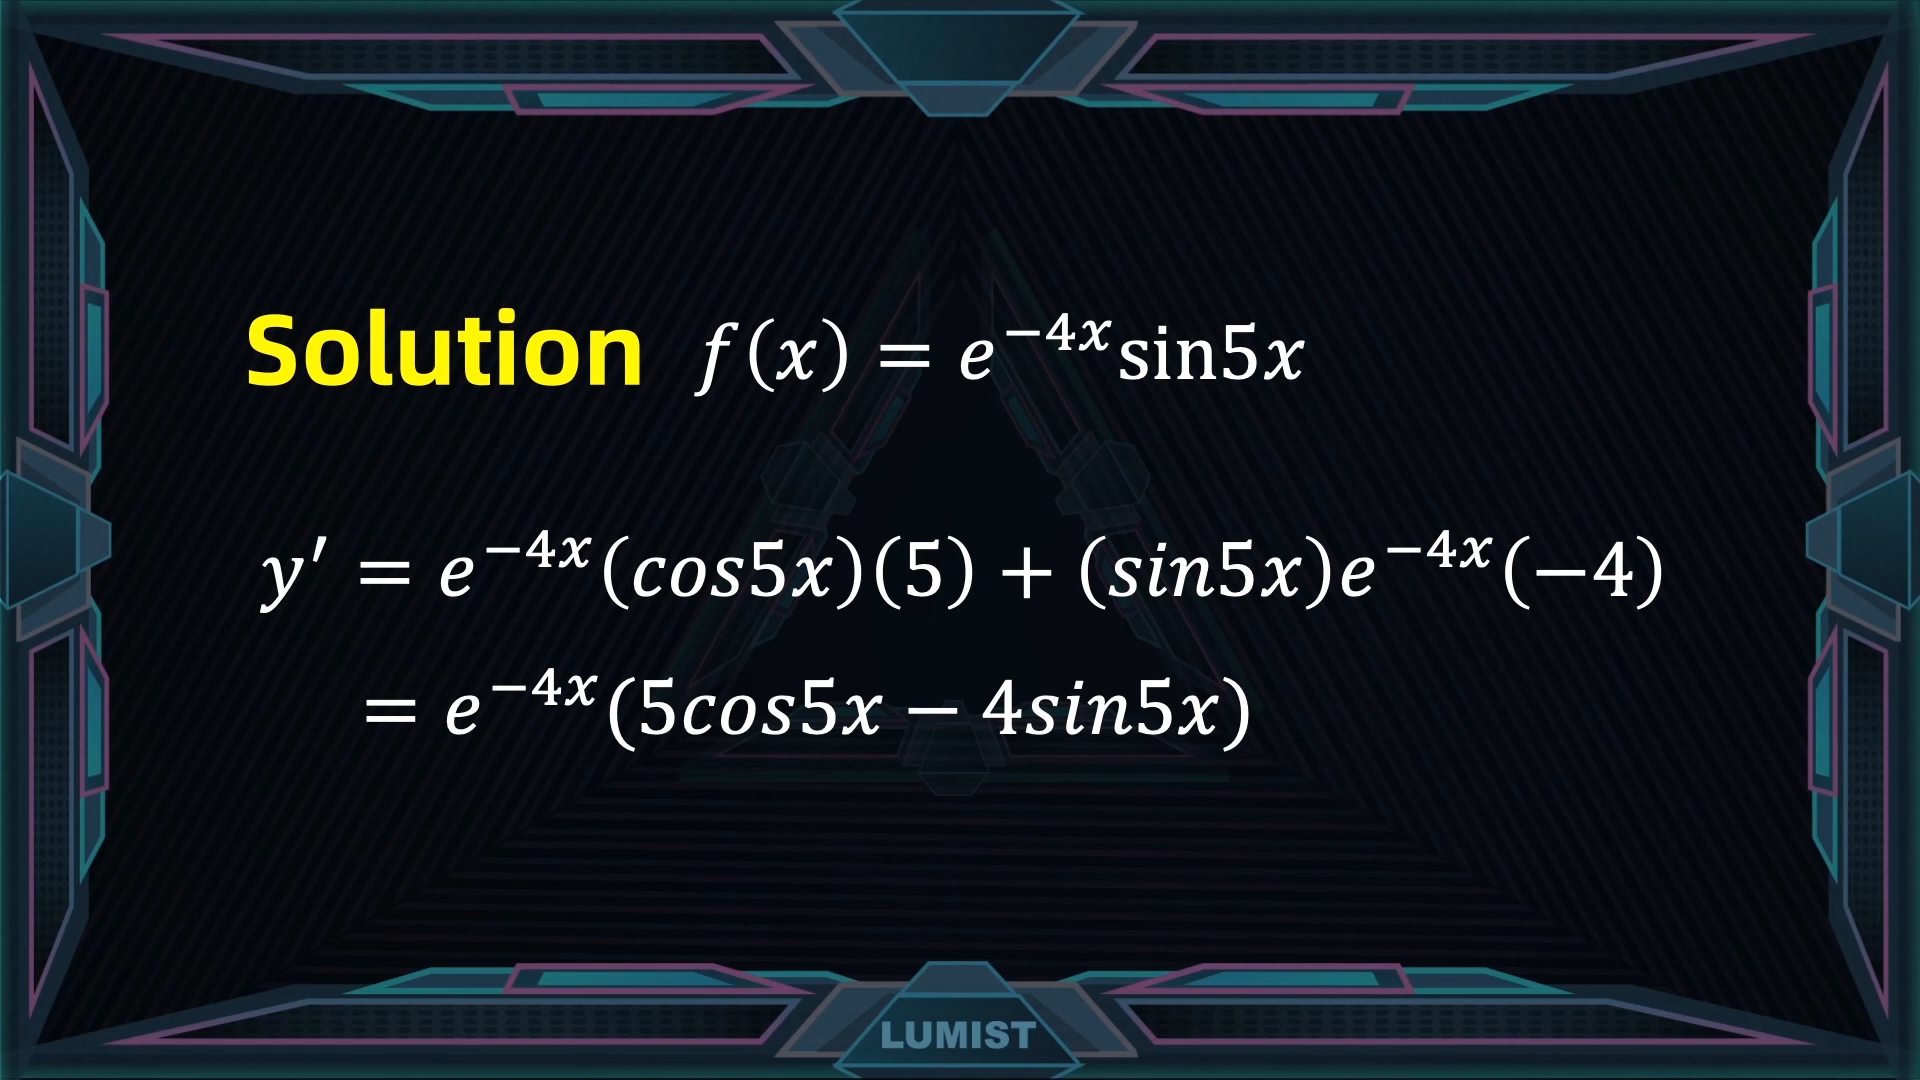 Solution f(x) = e^{-4x}sin5x
y' = e^{-4x}(cos5x)(5) + (sin5x)e^{-4x}(-4)
= e^{-4x}(5cos5x - 4sin5x)
LUMIST